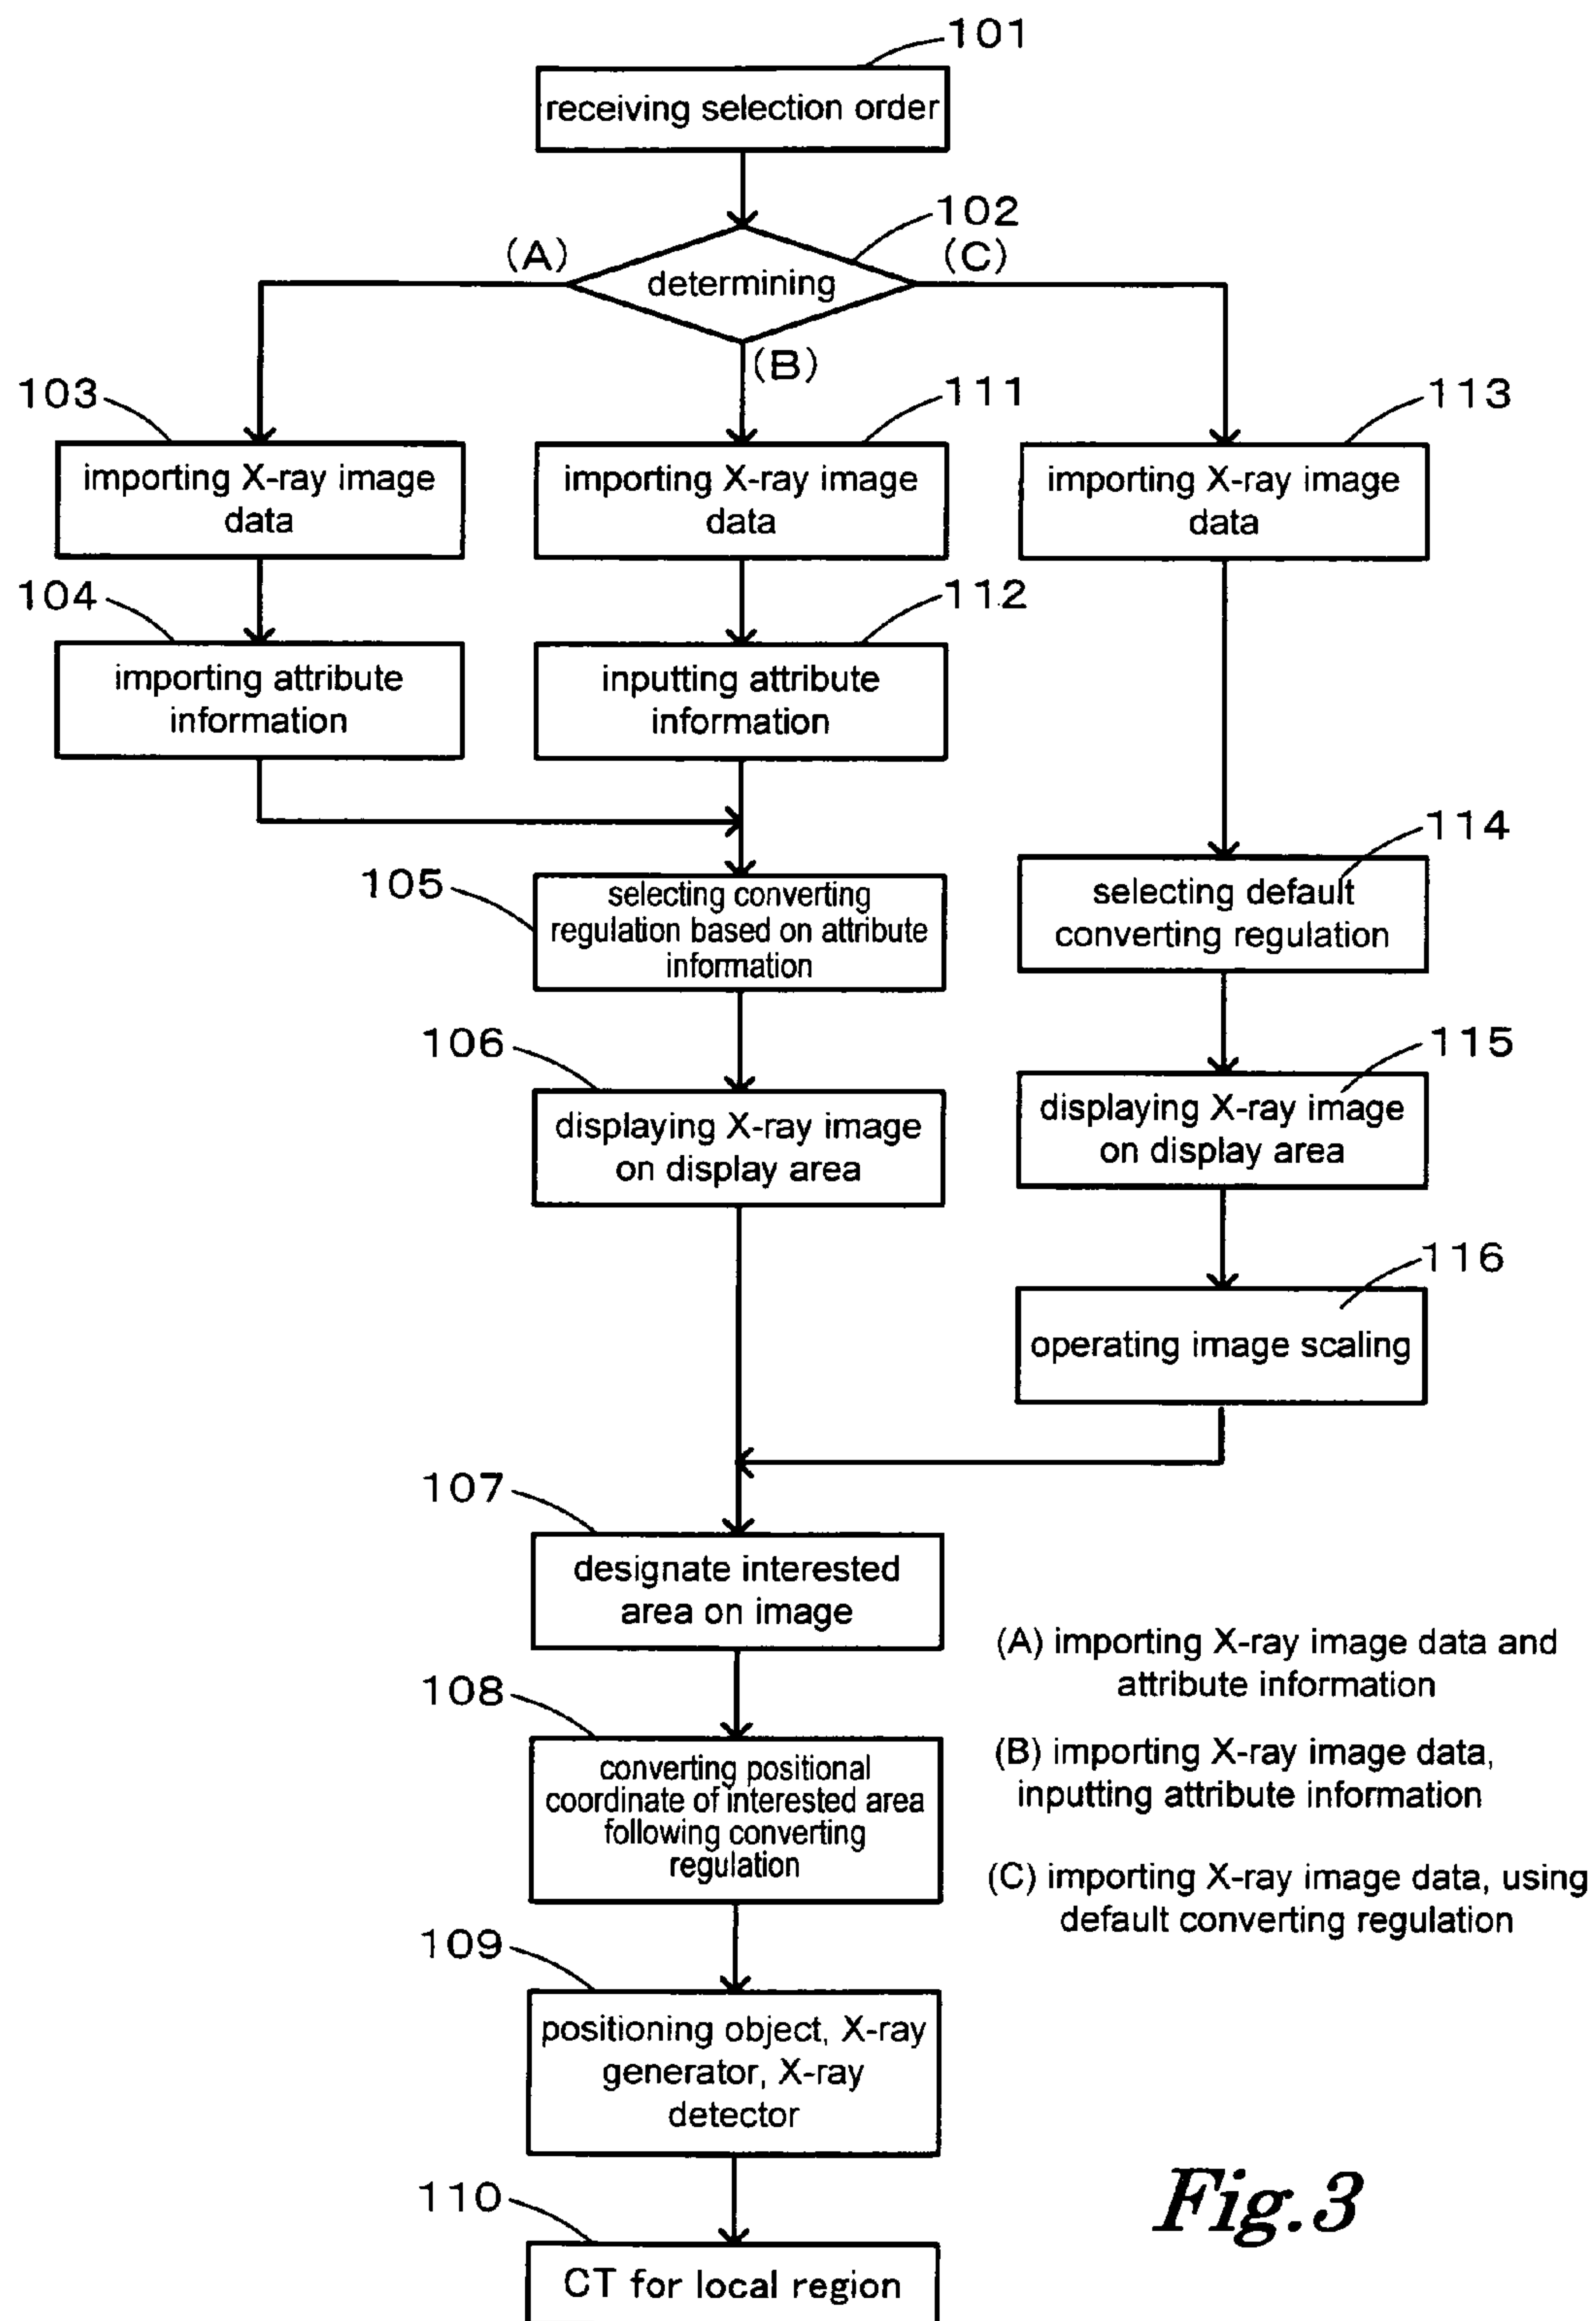 101
receiving selection order
102
(A)
determining
(C)
(B)
103
importing X-ray image
data
111
importing X-ray image
data
113
importing X-ray image
data
104
importing attribute
information
112
inputting attribute
information
105
selecting converting
regulation based on attribute
information
114
selecting default
converting regulation
106
displaying X-ray image
on display area
115
displaying X-ray image
on display area
116
operating image scaling
107
designate interested
area on image
108
converting positional
coordinate of interested area
following converting
regulation
109
positioning object, X-ray
generator, X-ray
detector
110
CT for local region
(A) importing X-ray image data and
attribute information
(B) importing X-ray image data,
inputting attribute information
(C) importing X-ray image data, using
default converting regulation
Fig.3